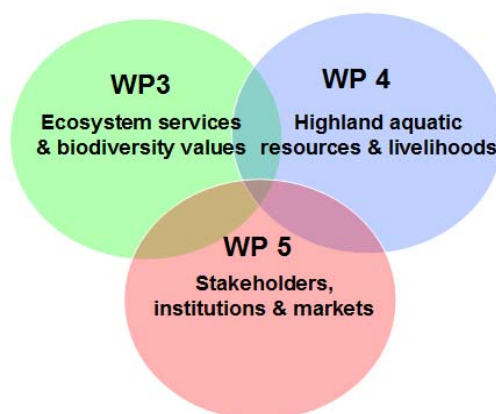 WP3
Ecosystem services
& biodiversity values
WP 4
Highland aquatic
resources & livelihoods
WP 5
Stakeholders,
institutions & markets